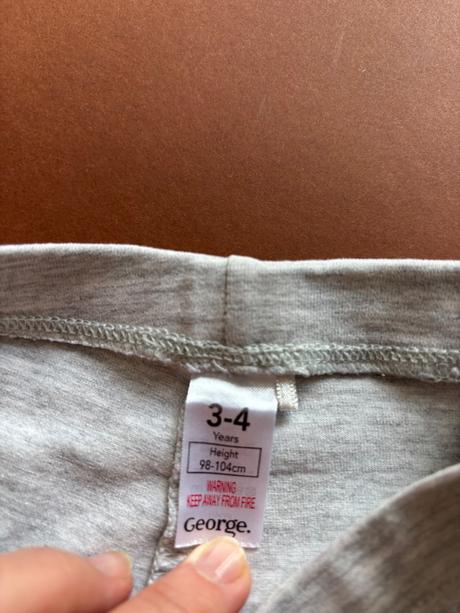 3-4
Years
Height
98-104cm
WARNING
KEEP AWAY FROM FIRE
George.